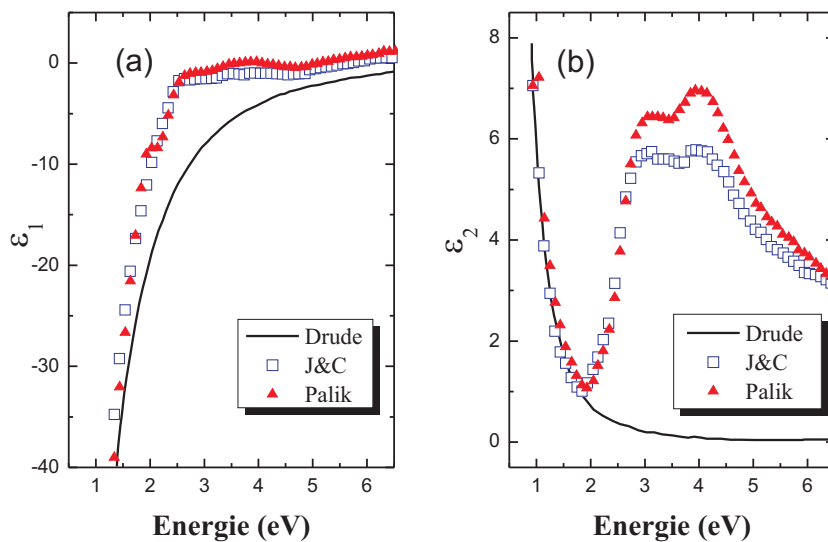 (a)
0
-10
-20
-30
-40
ε1
Drude
J&C
Palik
1 2 3 4 5 6
Energie (eV)
(b)
8
6
4
2
0
ε2
Drude
J&C
Palik
1 2 3 4 5 6
Energie (eV)